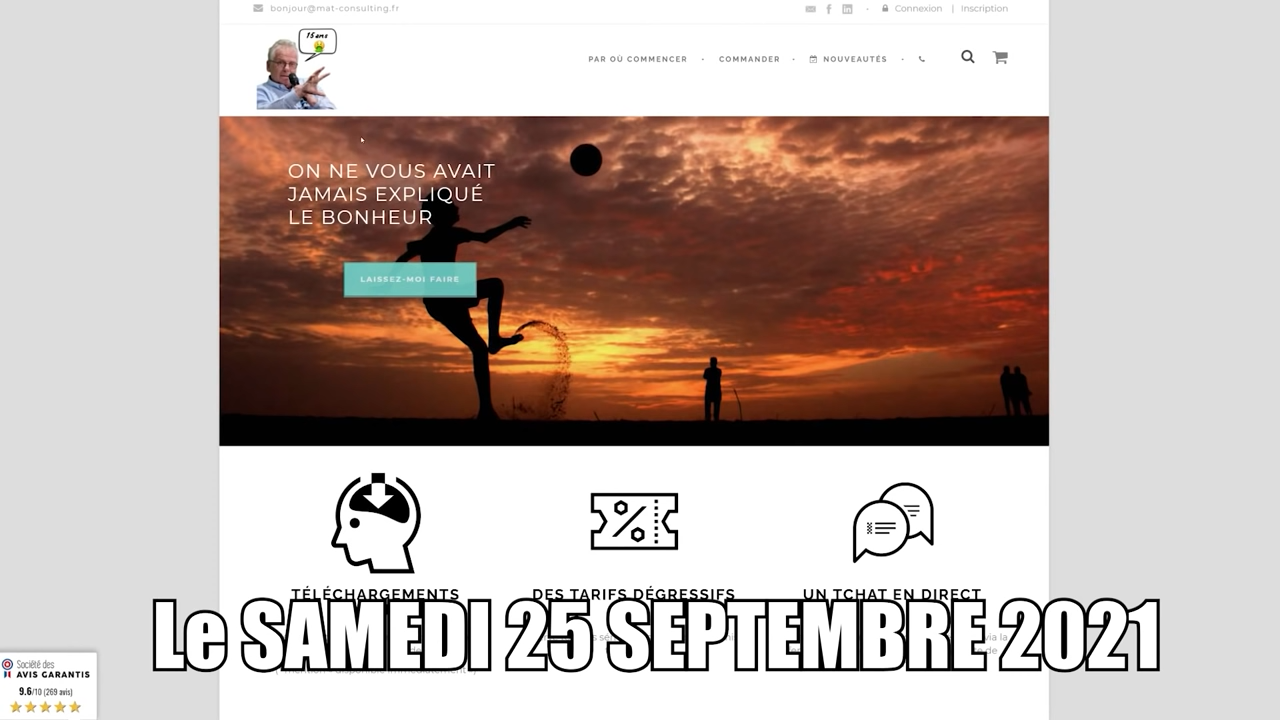 bonjour@mat-consulting.fr
Connexion | Inscription
15 ans
PAR OÙ COMMENCER • COMMANDER • NOUVEAUTÉS •
ON NE VOUS AVAIT
JAMAIS EXPLIQUÉ
LE BONHEUR
LAISSEZ-MOI FAIRE
TÉLÉCHARGEMENTS
DES TARIFS DÉGRESSIFS
UN TCHAT EN DIRECT
via la
Le SAMEDI 25 SEPTEMBRE 2021
Société des
AVIS GARANTIS
9.6/10 (269 avis)